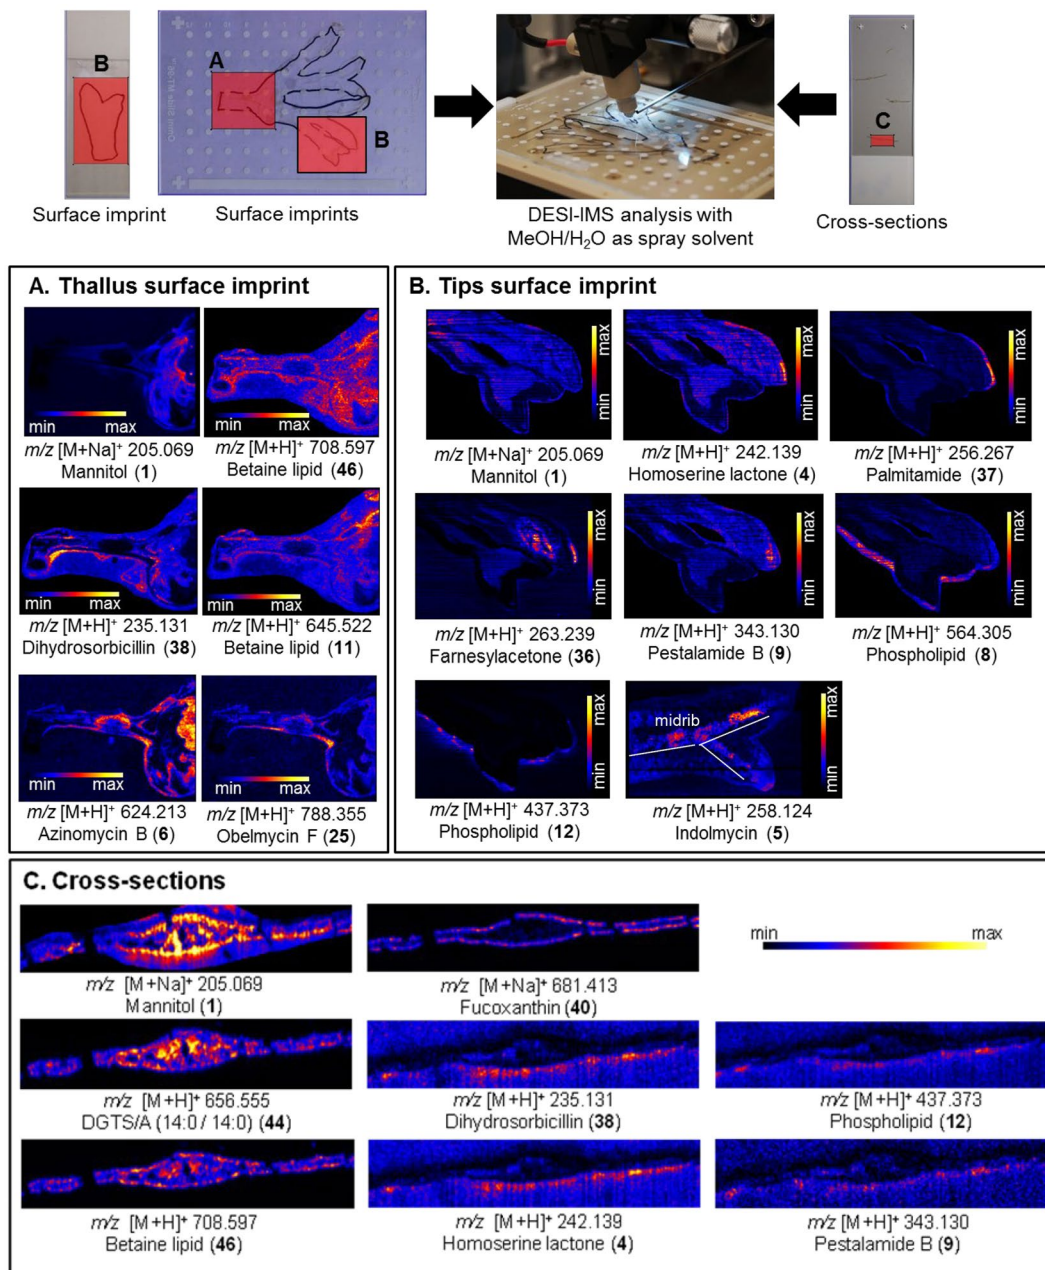 B
A
B
C
Surface imprint
Surface imprints
DESI-IMS analysis with
MeOH/H₂O as spray solvent
Cross-sections
A. Thallus surface imprint
min max
m/z [M+Na]⁺ 205.069
Mannitol (1)
min max
m/z [M+H]⁺ 708.597
Betaine lipid (46)
min max
m/z [M+H]⁺ 235.131
Dihydrosorbicillin (38)
min max
m/z [M+H]⁺ 645.522
Betaine lipid (11)
min max
m/z [M+H]⁺ 624.213
Azinomycin B (6)
min max
m/z [M+H]⁺ 788.355
Obelmycin F (25)
B. Tips surface imprint
max
min
m/z [M+Na]⁺ 205.069
Mannitol (1)
max
min
m/z [M+H]⁺ 242.139
Homoserine lactone (4)
max
min
m/z [M+H]⁺ 256.267
Palmitamide (37)
max
min
m/z [M+H]⁺ 263.239
Farnesylacetone (36)
max
min
m/z [M+H]⁺ 343.130
Pestalamide B (9)
max
min
m/z [M+H]⁺ 564.305
Phospholipid (8)
max
min
m/z [M+H]⁺ 437.373
Phospholipid (12)
midrib
max
min
m/z [M+H]⁺ 258.124
Indolmycin (5)
C. Cross-sections
min max
m/z [M+Na]⁺ 205.069
Mannitol (1)
m/z [M+Na]⁺ 681.413
Fucoxanthin (40)
m/z [M+H]⁺ 656.555
DGTS/A (14:0 / 14:0) (44)
m/z [M+H]⁺ 235.131
Dihydrosorbicillin (38)
m/z [M+H]⁺ 437.373
Phospholipid (12)
m/z [M+H]⁺ 708.597
Betaine lipid (46)
m/z [M+H]⁺ 242.139
Homoserine lactone (4)
m/z [M+H]⁺ 343.130
Pestalamide B (9)